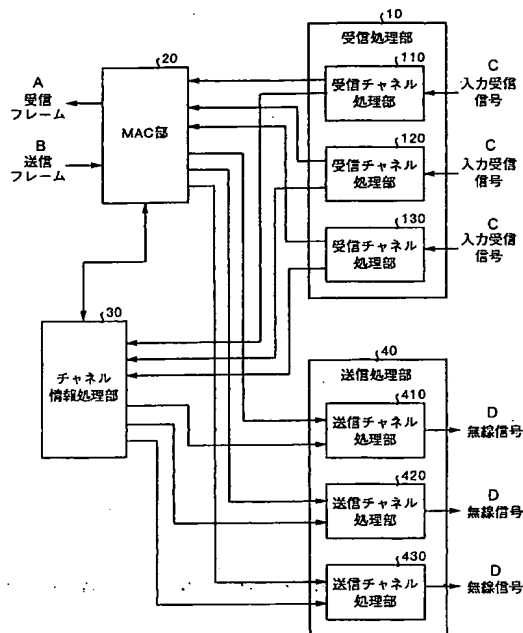 10
受信処理部
20
MAC部
A
受信
フレーム
B
送信
フレーム
110
受信チャネル
処理部
C
入力受信
信号
120
受信チャネル
処理部
C
入力受信
信号
130
受信チャネル
処理部
C
入力受信
信号
30
チャネル
情報処理部
40
送信処理部
410
送信チャネル
処理部
D
無線信号
420
送信チャネル
処理部
D
無線信号
430
送信チャネル
処理部
D
無線信号